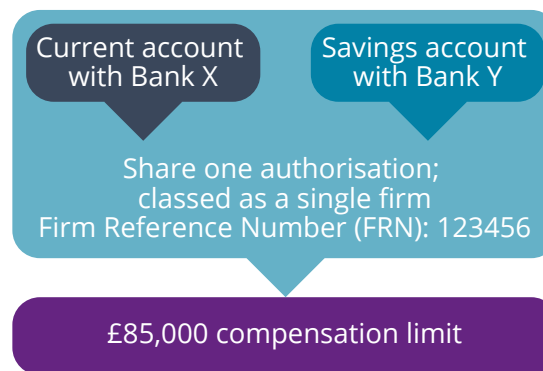 Current account
with Bank X
Savings account
with Bank Y
Share one authorisation;
classed as a single firm
Firm Reference Number (FRN): 123456
£85,000 compensation limit